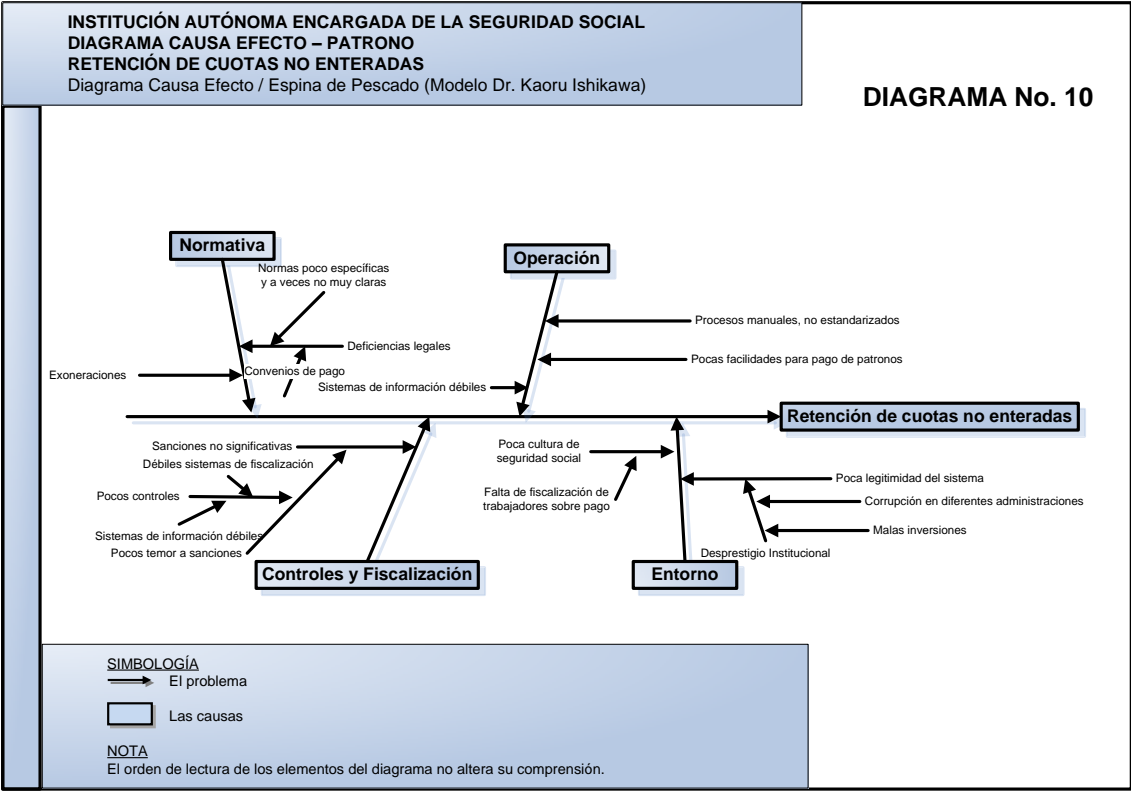 INSTITUCIÓN AUTÓNOMA ENCARGADA DE LA SEGURIDAD SOCIAL
DIAGRAMA CAUSA EFECTO – PATRONO
RETENCIÓN DE CUOTAS NO ENTERADAS
Diagrama Causa Efecto / Espina de Pescado (Modelo Dr. Kaoru Ishikawa)
DIAGRAMA No. 10
Normativa
Normas poco específicas
y a veces no muy claras
Deficiencias legales
Exoneraciones
Convenios de pago
Operación
Procesos manuales, no estandarizados
Pocas facilidades para pago de patronos
Sistemas de información débiles
Retención de cuotas no enteradas
Sanciones no significativas
Débiles sistemas de fiscalización
Pocos controles
Sistemas de información débiles
Pocos temor a sanciones
Controles y Fiscalización
Poca cultura de
seguridad social
Falta de fiscalización de
trabajadores sobre pago
Poca legitimidad del sistema
Corrupción en diferentes administraciones
Malas inversiones
Desprestigio Institucional
Entorno
SIMBOLOGÍA
El problema
Las causas
NOTA
El orden de lectura de los elementos del diagrama no altera su comprensión.